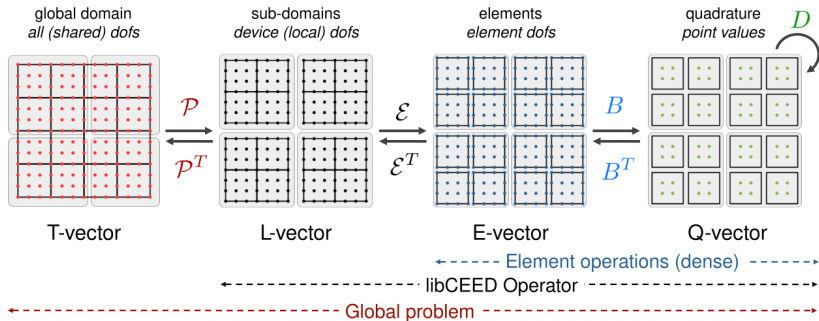 global domain
all (shared) dofs
sub-domains
device (local) dofs
elements
element dofs
quadrature
point values
D
𝒫
𝒫^T
ℰ
ℰ^T
B
B^T
T-vector
L-vector
E-vector
Q-vector
Element operations (dense)
libCEED Operator
Global problem